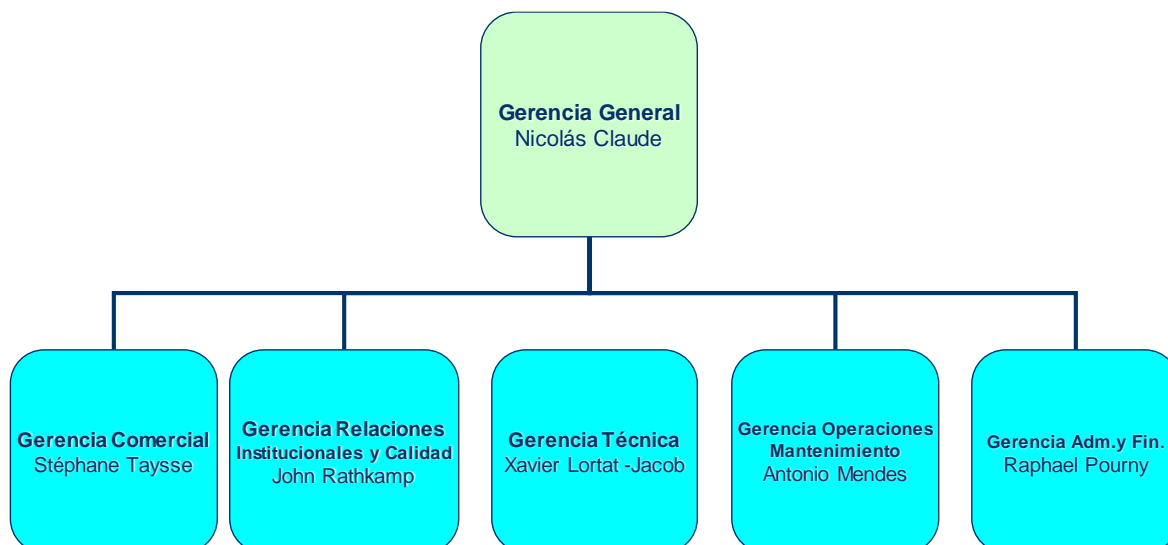 Gerencia General
Nicolás Claude
Gerencia Comercial
Stéphane Taysse
Gerencia Relaciones
Institucionales y Calidad
John Rathkamp
Gerencia Técnica
Xavier Lortat -Jacob
Gerencia Operaciones
Mantenimiento
Antonio Mendes
Gerencia Adm.y Fin.
Raphael Pourny